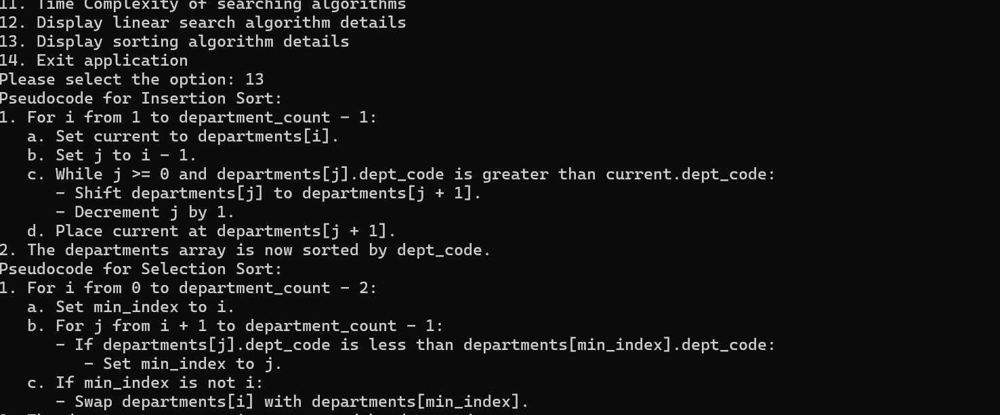 11. Time Complexity of searching algorithms
12. Display linear search algorithm details
13. Display sorting algorithm details
14. Exit application
Please select the option: 13
Pseudocode for Insertion Sort:
1. For i from 1 to department_count - 1:
   a. Set current to departments[i].
   b. Set j to i - 1.
   c. While j >= 0 and departments[j].dept_code is greater than current.dept_code:
      - Shift departments[j] to departments[j + 1].
      - Decrement j by 1.
   d. Place current at departments[j + 1].
2. The departments array is now sorted by dept_code.
Pseudocode for Selection Sort:
1. For i from 0 to department_count - 2:
   a. Set min_index to i.
   b. For j from i + 1 to department_count - 1:
      - If departments[j].dept_code is less than departments[min_index].dept_code:
         - Set min_index to j.
   c. If min_index is not i:
      - Swap departments[i] with departments[min_index].